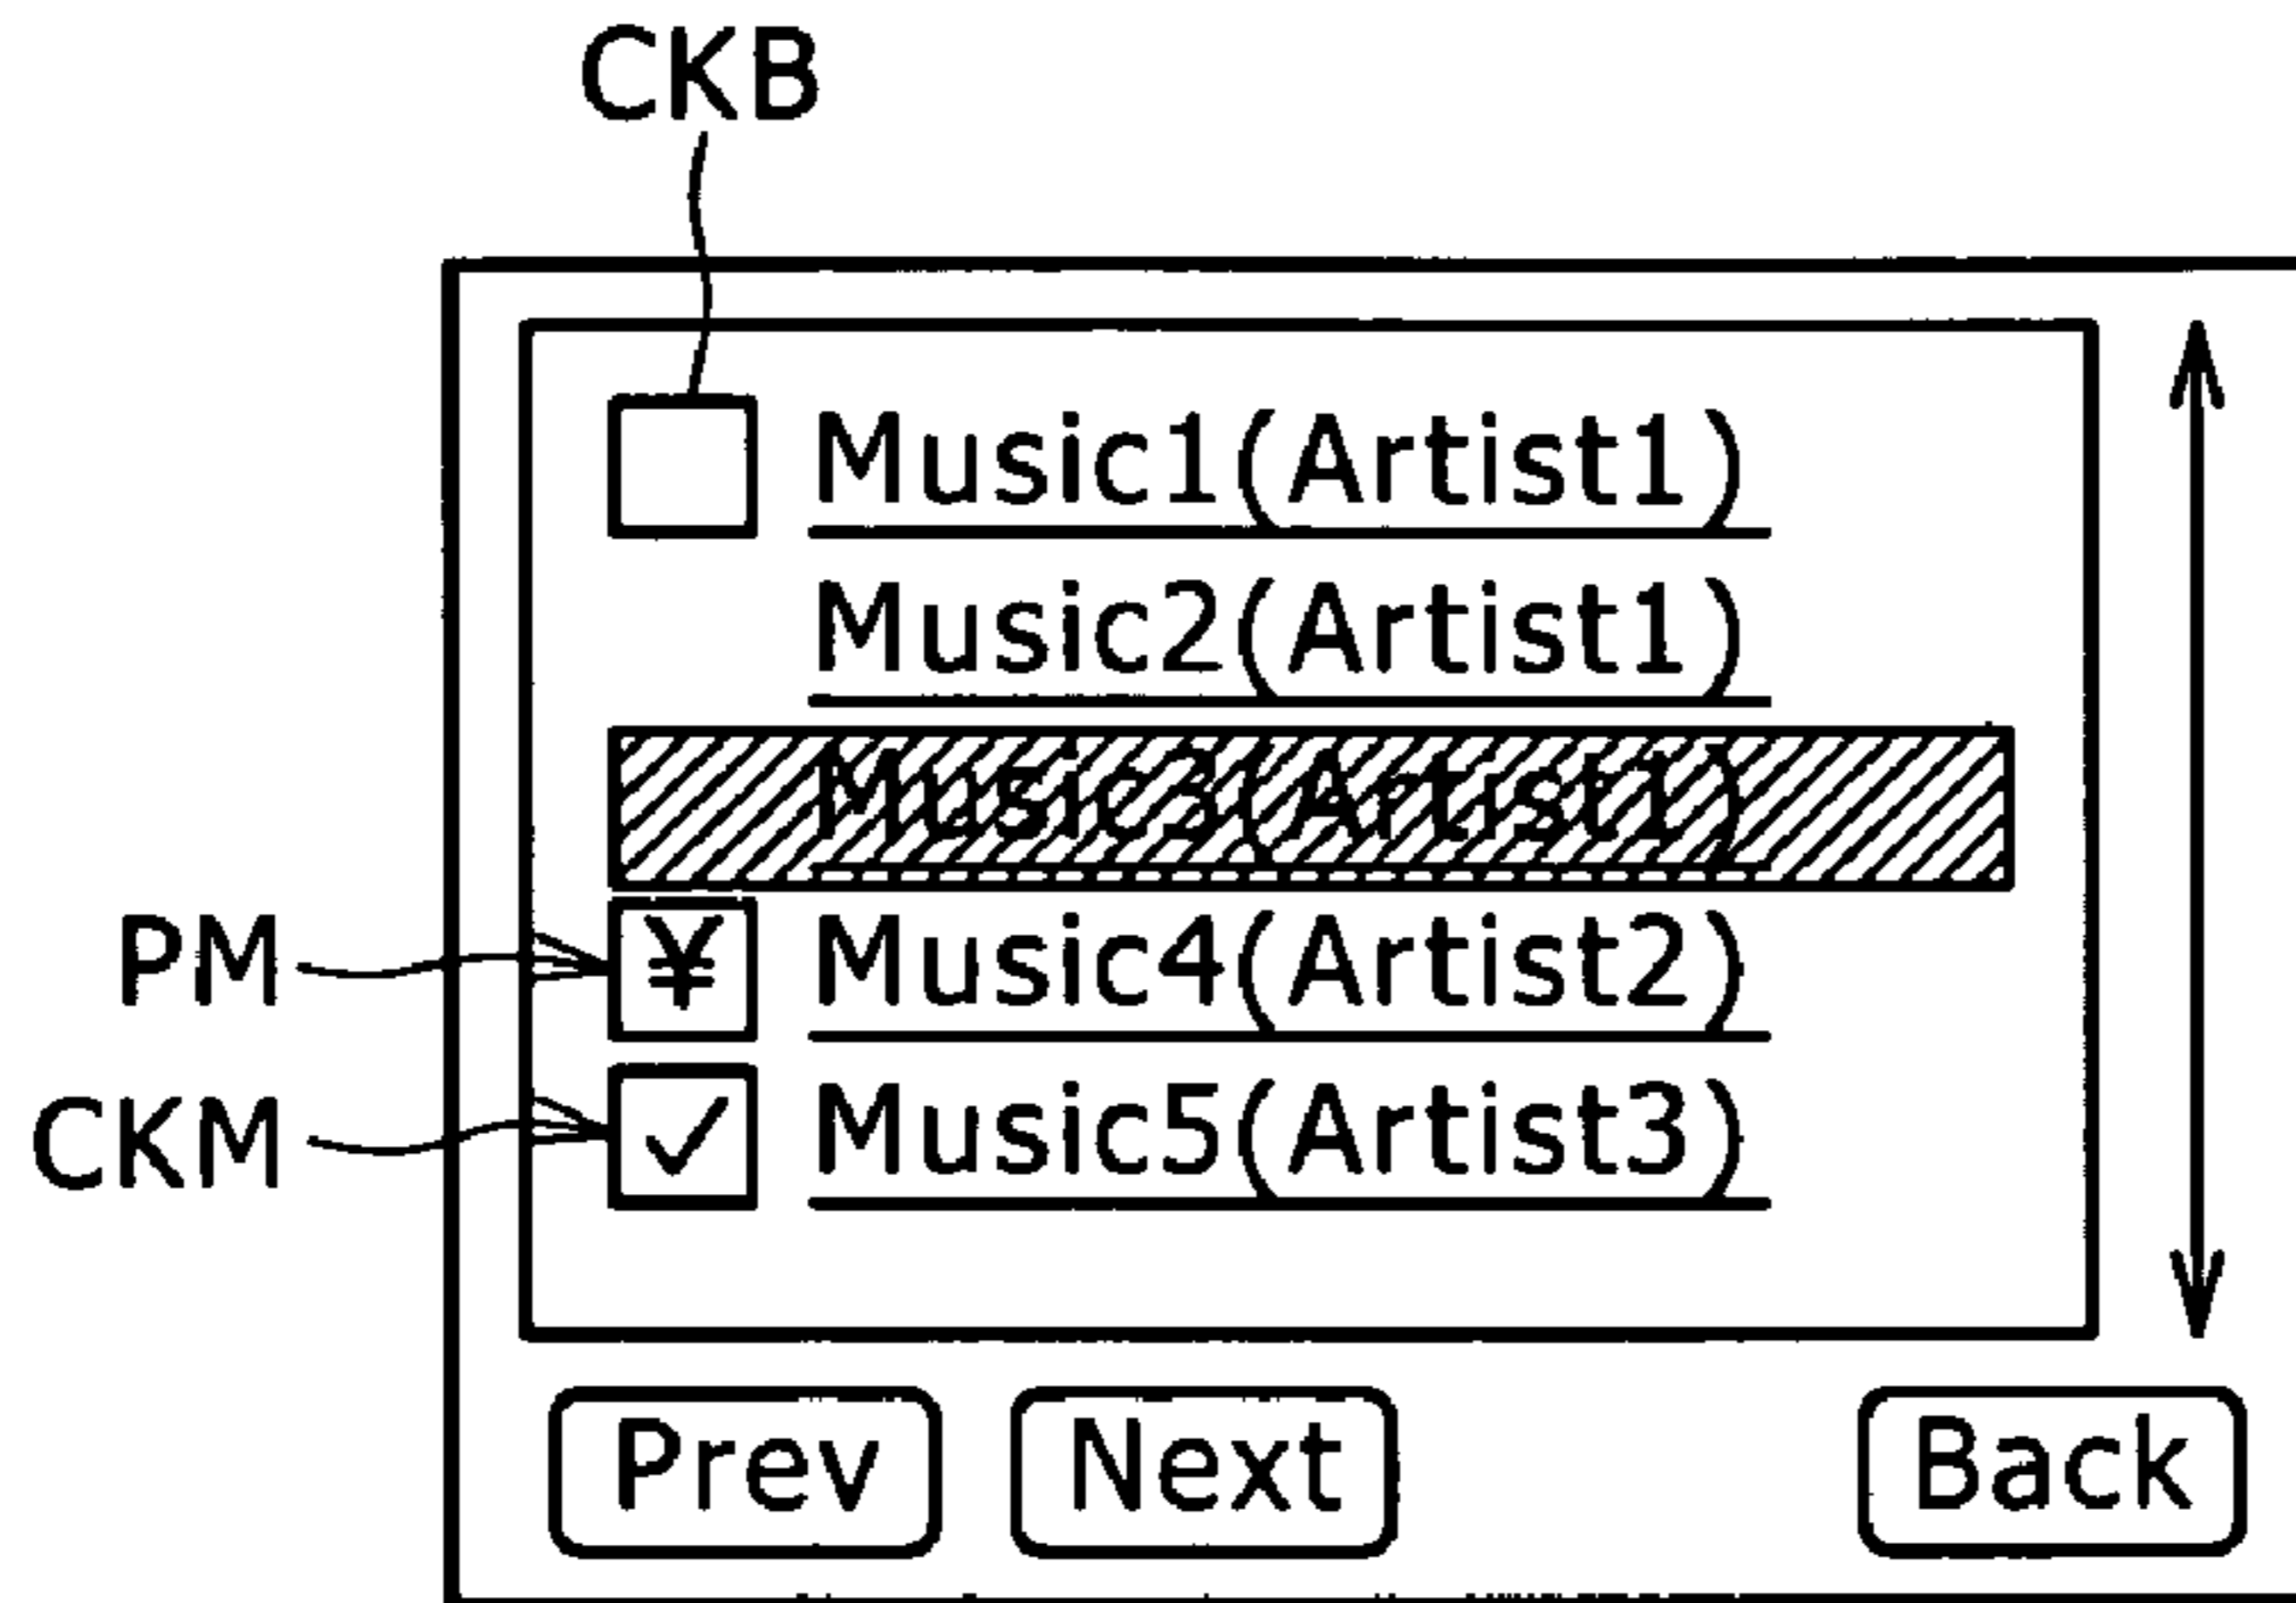 CKB
Music1(Artist1)
Music2(Artist1)
Music3(Artist1)
PM ¥ Music4(Artist2)
CKM ✓ Music5(Artist3)
Prev Next Back